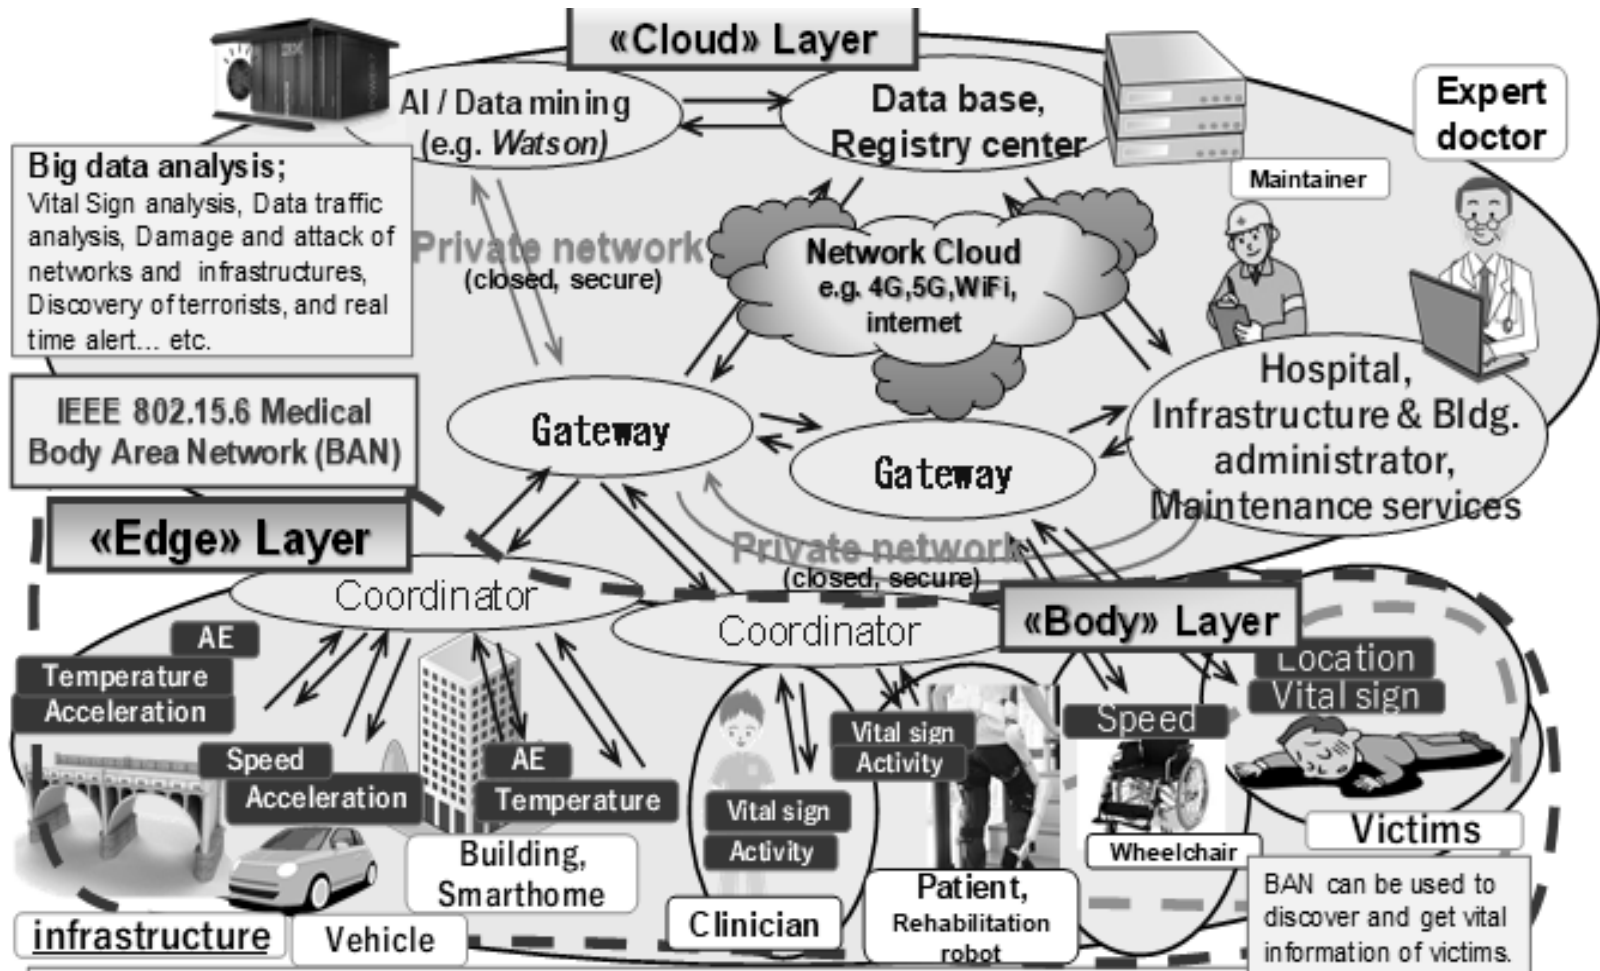 «Cloud» Layer
AI / Data mining
(e.g. Watson)
Data base,
Registry center
Expert
doctor
Maintainer
Big data analysis;
Vital Sign analysis, Data traffic
analysis, Damage and attack of
networks and infrastructures,
Discovery of terrorists, and real
time alert... etc.
Private network
(closed, secure)
Network Cloud
e.g. 4G,5G,WiFi,
internet
Hospital,
Infrastructure & Bldg.
administrator,
Maintenance services
IEEE 802.15.6 Medical
Body Area Network (BAN)
Gateway
Gateway
«Edge» Layer
Private network
(closed, secure)
Coordinator
Coordinator
«Body» Layer
AE
Temperature
Acceleration
Speed
Acceleration
AE
Temperature
Vital sign
Activity
Vital sign
Activity
Speed
Location
Vital sign
infrastructure
Vehicle
Building,
Smarthome
Clinician
Patient,
Rehabilitation
robot
Wheelchair
Victims
BAN can be used to
discover and get vital
information of victims.